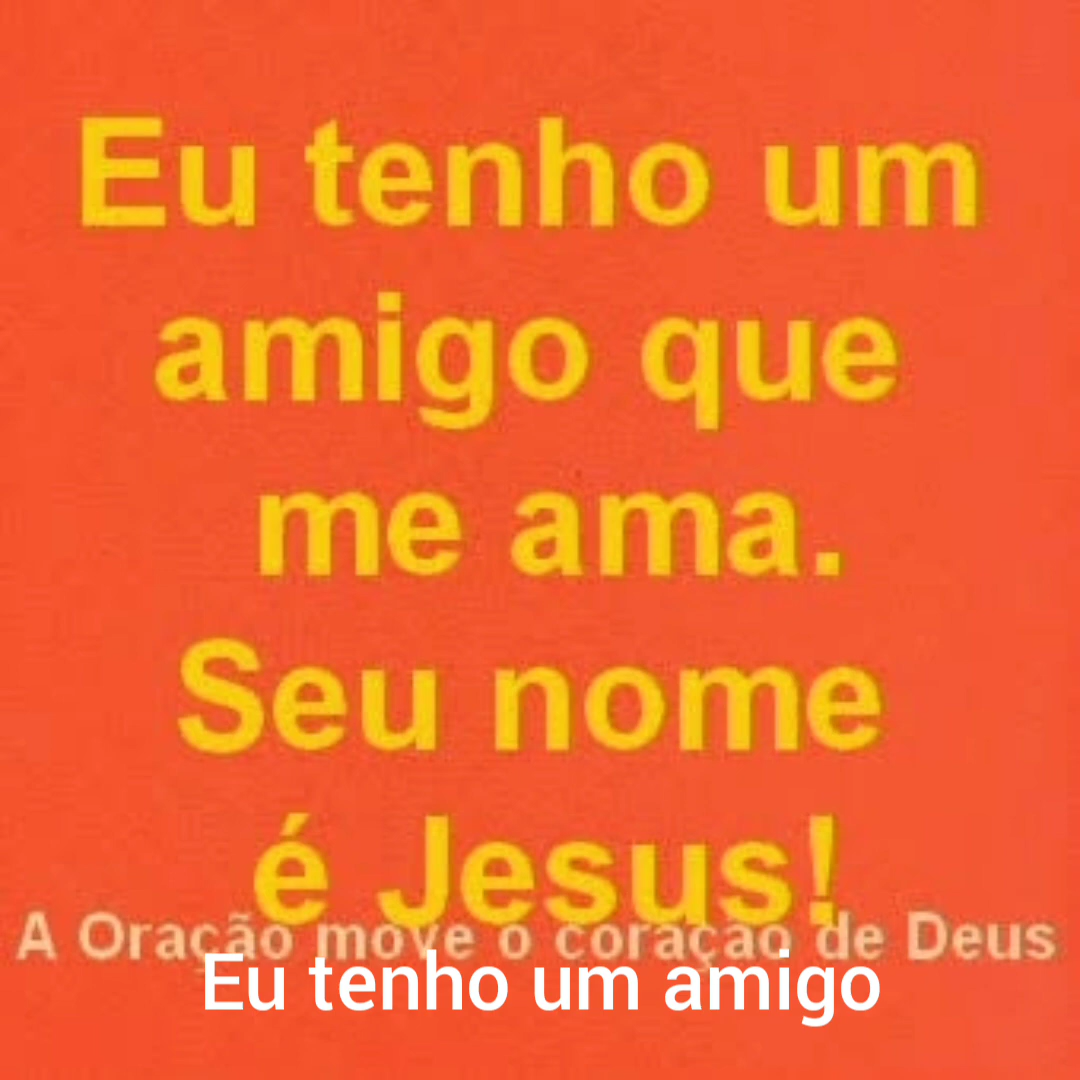 Eu tenho um
amigo que
me ama.
Seu nome
é Jesus!
A Oração move o coração de Deus
Eu tenho um amigo